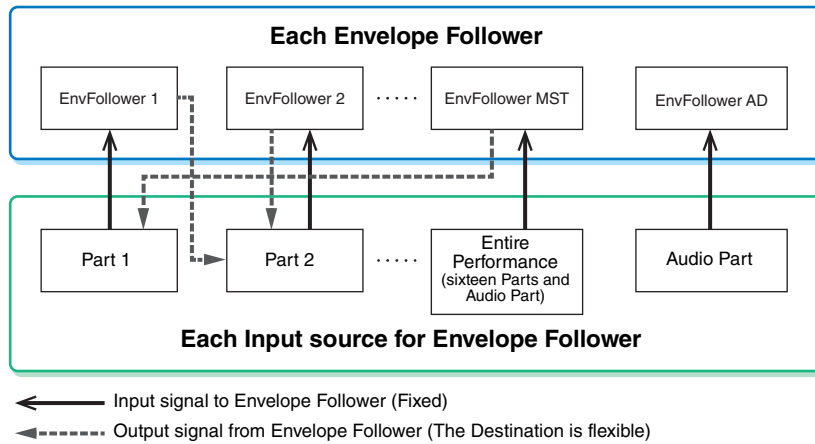 Each Envelope Follower
EnvFollower 1
EnvFollower 2
.....
EnvFollower MST
EnvFollower AD
Part 1
Part 2
.....
Entire
Performance
(sixteen Parts and
Audio Part)
Audio Part
Each Input source for Envelope Follower
Input signal to Envelope Follower (Fixed)
Output signal from Envelope Follower (The Destination is flexible)